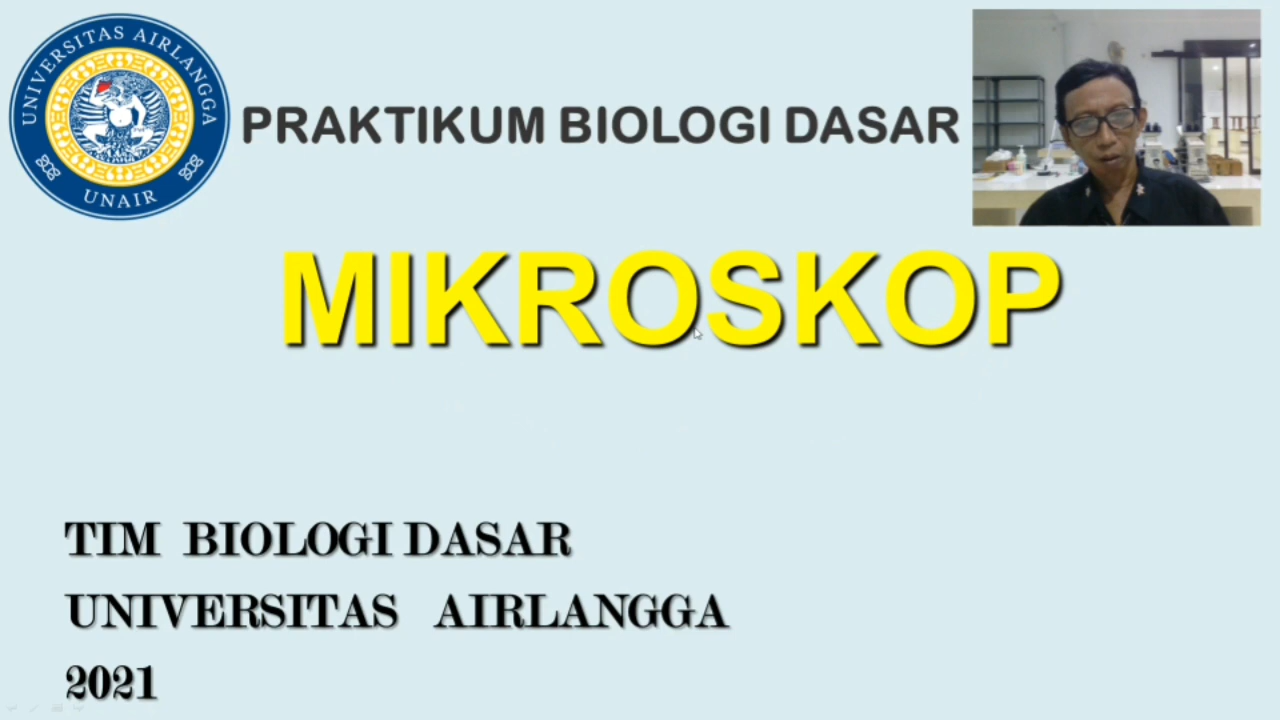 UNIVERSITAS AIRLANGGA
UNAIR
PRAKTIKUM BIOLOGI DASAR
MIKROSKOP
TIM BIOLOGI DASAR
UNIVERSITAS AIRLANGGA
2021